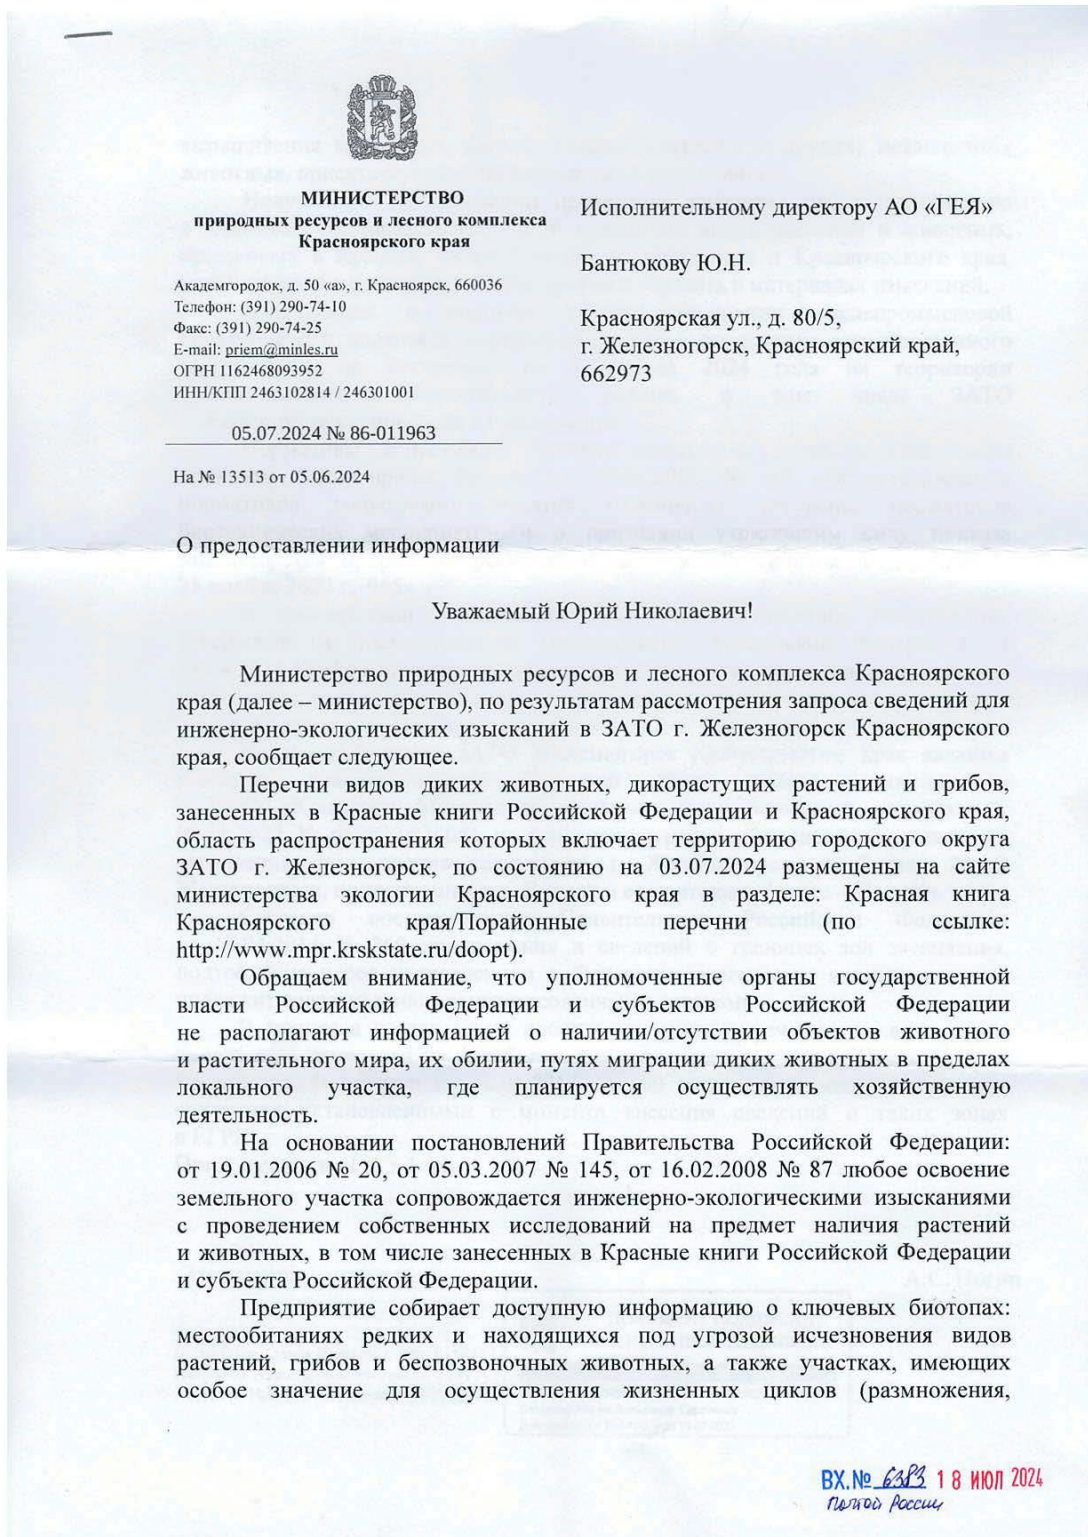 МИНИСТЕРСТВО
природных ресурсов и лесного комплекса
Красноярского края
Академгородок, д. 50 «а», г. Красноярск, 660036
Телефон: (391) 290-74-10
Факс: (391) 290-74-25
E-mail: priem@minles.ru
ОГРН 1162468093952
ИНН/КПП 2463102814 / 246301001
05.07.2024 № 86-011963
На № 13513 от 05.06.2024
Исполнительному директору АО «ГЕЯ»
Бантюкову Ю.Н.
Красноярская ул., д. 80/5,
г. Железногорск, Красноярский край,
662973
О предоставлении информации
Уважаемый Юрий Николаевич!
Министерство природных ресурсов и лесного комплекса Красноярского
края (далее – министерство), по результатам рассмотрения запроса сведений для
инженерно-экологических изысканий в ЗАТО г. Железногорск Красноярского
края, сообщает следующее.
Перечни видов диких животных, дикорастущих растений и грибов,
занесенных в Красные книги Российской Федерации и Красноярского края,
область распространения которых включает территорию городского округа
ЗАТО г. Железногорск, по состоянию на 03.07.2024 размещены на сайте
министерства экологии Красноярского края в разделе: Красная книга
Красноярского края/Порайонные перечни (по ссылке:
http://www.mpr.krskstate.ru/doopt).
Обращаем внимание, что уполномоченные органы государственной
власти Российской Федерации и субъектов Российской Федерации
не располагают информацией о наличии/отсутствии объектов животного
и растительного мира, их обилии, путях миграции диких животных в пределах
локального участка, где планируется осуществлять хозяйственную
деятельность.
На основании постановлений Правительства Российской Федерации:
от 19.01.2006 № 20, от 05.03.2007 № 145, от 16.02.2008 № 87 любое освоение
земельного участка сопровождается инженерно-экологическими изысканиями
с проведением собственных исследований на предмет наличия растений
и животных, в том числе занесенных в Красные книги Российской Федерации
и субъекта Российской Федерации.
Предприятие собирает доступную информацию о ключевых биотопах:
местообитаниях редких и находящихся под угрозой исчезновения видов
растений, грибов и беспозвоночных животных, а также участках, имеющих
особое значение для осуществления жизненных циклов (размножения,
ВХ.№ 6383 18 ИЮЛ 2024
Почтой России